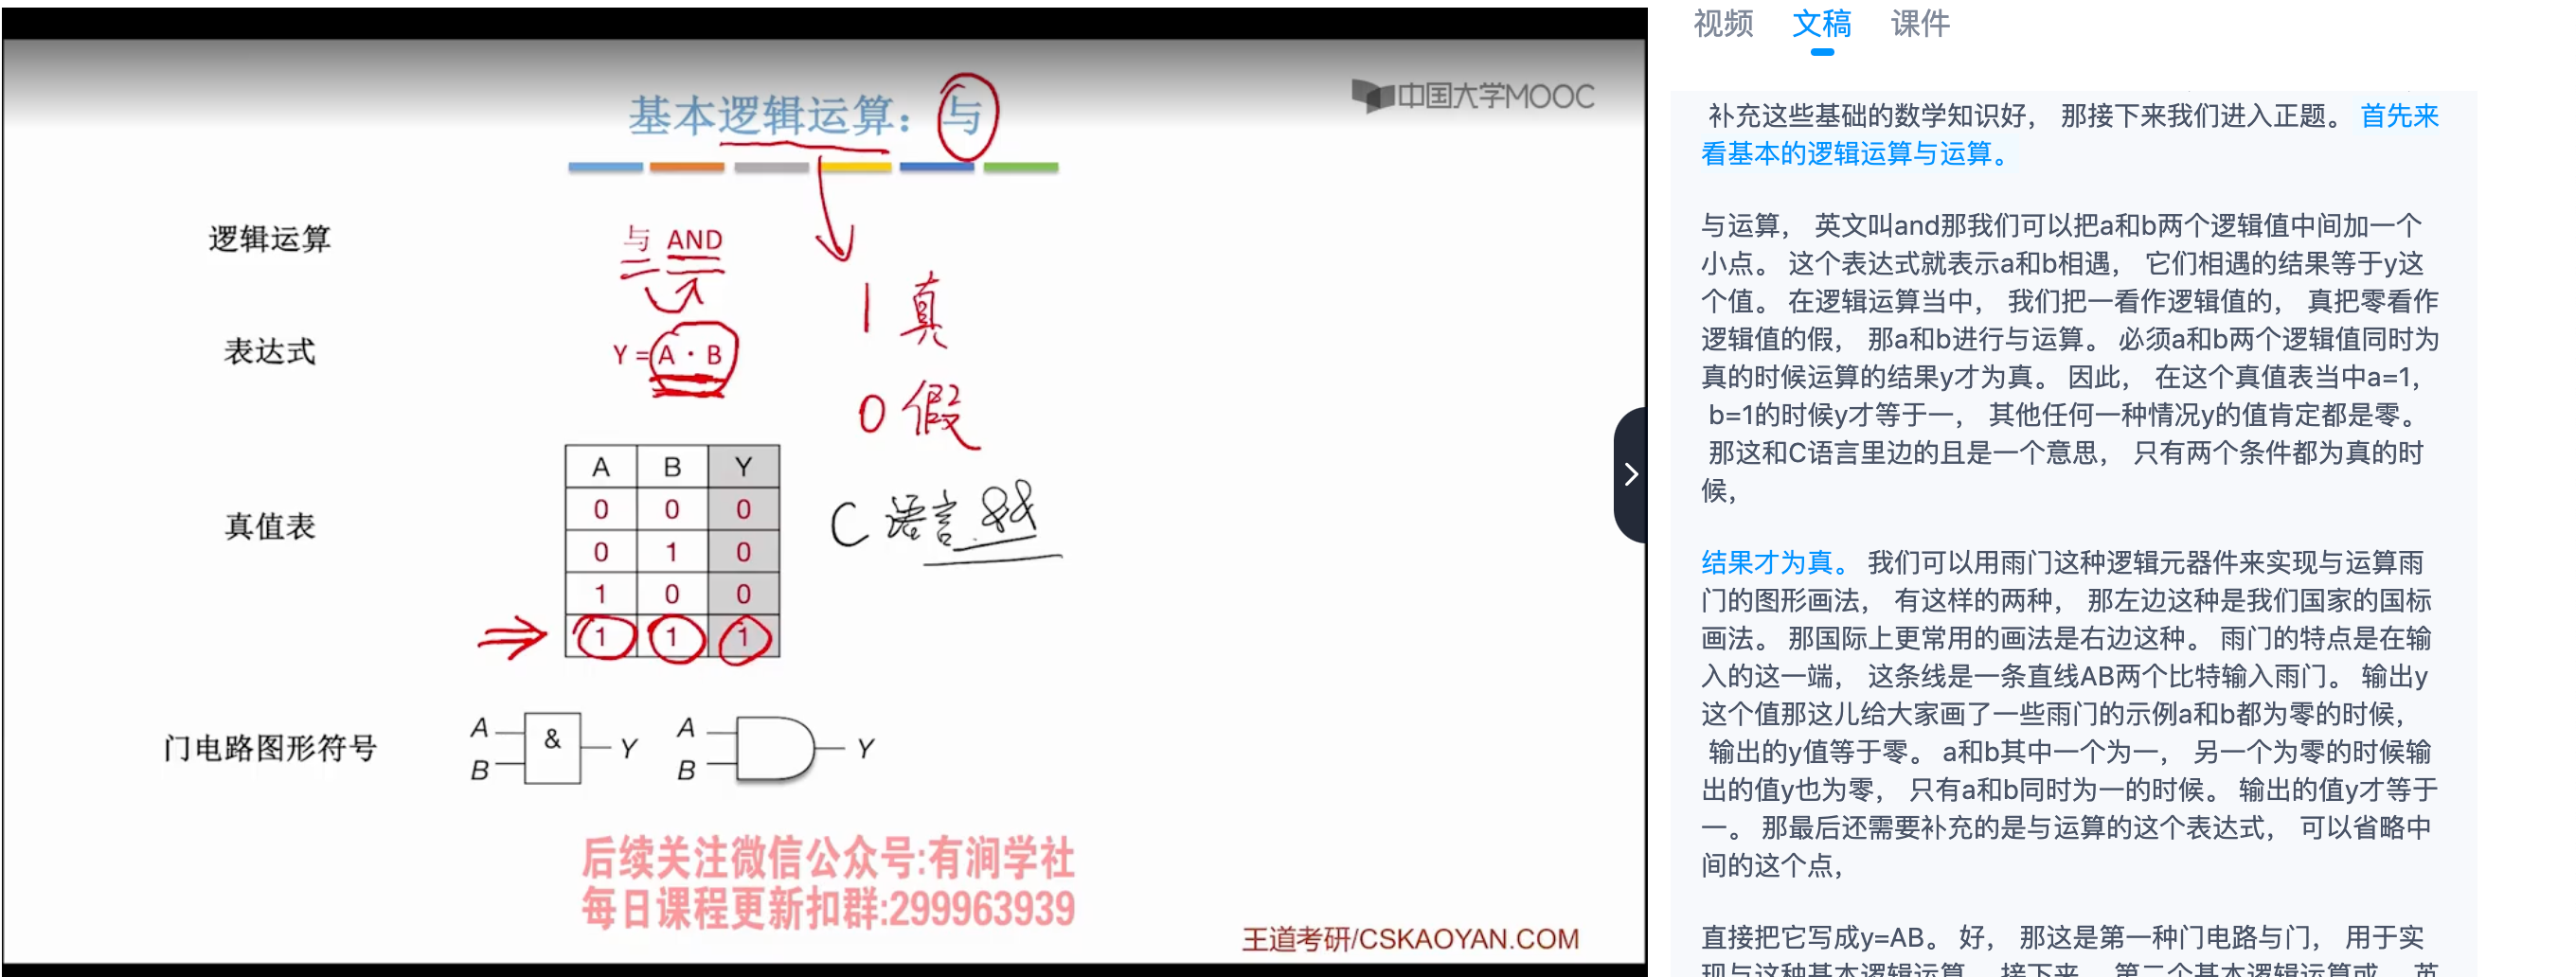 基本逻辑运算：与
中国大学MOOC
逻辑运算
与 AND
1 真
表达式
Y = A · B
0 假
真值表
A B Y
0 0 0
0 1 0
1 0 0
1 1 1
C 语言 &&
门电路图形符号
A
B
&
Y
A
B
Y
后续关注微信公众号:有涧学社
每日课程更新扣群:299963939
王道考研/CSKAOYAN.COM
视频 文稿 课件
补充这些基础的数学知识好， 那接下来我们进入正题。 首先来
看基本的逻辑运算与运算。
与运算， 英文叫and那我们可以把a和b两个逻辑值中间加一个
小点。 这个表达式就表示a和b相遇， 它们相遇的结果等于y这
个值。 在逻辑运算当中， 我们把一看作逻辑值的， 真把零看作
逻辑值的假， 那a和b进行与运算。 必须a和b两个逻辑值同时为
真的时候运算的结果y才为真。 因此， 在这个真值表当中a=1,
b=1的时候y才等于一， 其他任何一种情况y的值肯定都是零。
那这和C语言里边的且是一个意思， 只有两个条件都为真的时
候，
结果才为真。 我们可以用雨门这种逻辑元器件来实现与运算雨
门的图形画法， 有这样的两种， 那左边这种是我们国家的国标
画法。 那国际上更常用的画法是右边这种。 雨门的特点是在输
入的这一端， 这条线是一条直线AB两个比特输入雨门。 输出y
这个值那这儿给大家画了一些雨门的示例a和b都为零的时候，
输出的y值等于零。 a和b其中一个为一， 另一个为零的时候输
出的值y也为零， 只有a和b同时为一的时候。 输出的值y才等于
一。 那最后还需要补充的是与运算的这个表达式， 可以省略中
间的这个点，
直接把它写成y=AB。 好， 那这是第一种门电路与门， 用于实
现与这种基本逻辑运算， 接下来， 第二个基本逻辑运算或， 英